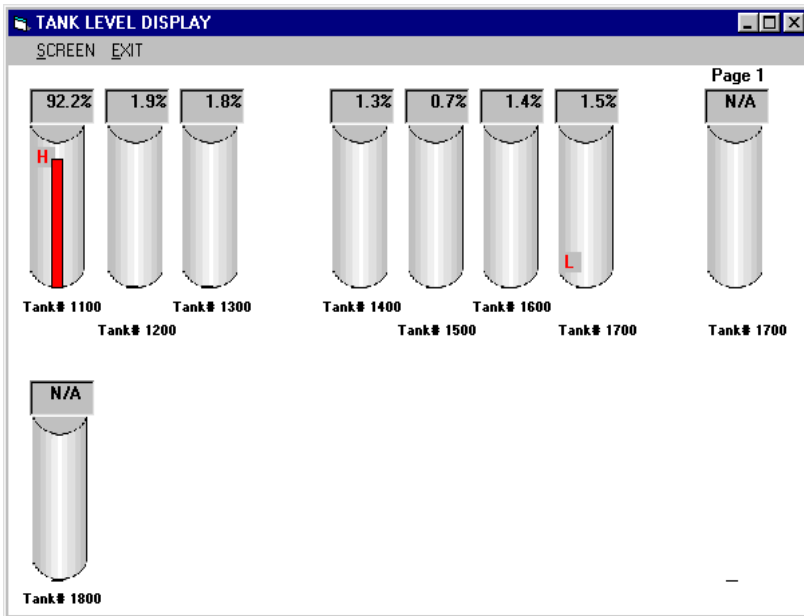 TANK LEVEL DISPLAY
SCREEN EXIT
Page 1
92.2% 1.9% 1.8% 1.3% 0.7% 1.4% 1.5% N/A
H
L
Tank# 1100 Tank# 1300 Tank# 1400 Tank# 1600
Tank# 1200 Tank# 1500 Tank# 1700 Tank# 1700
N/A
Tank# 1800